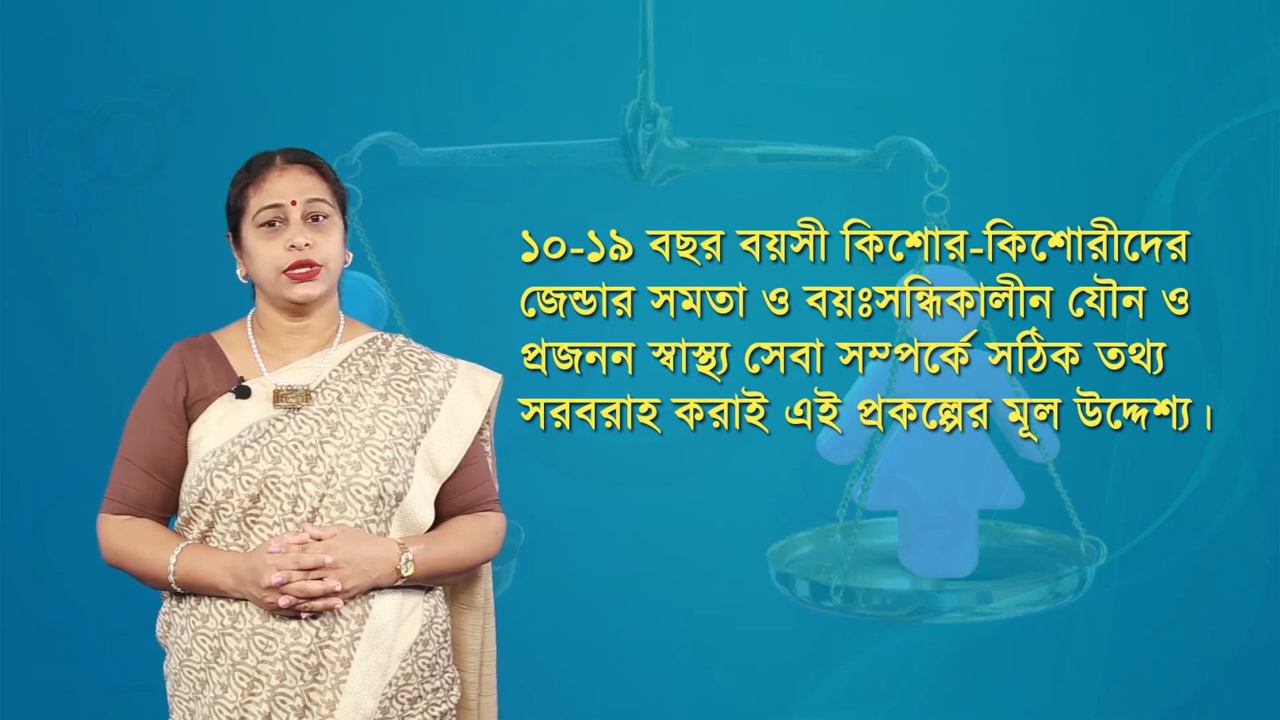 ১০-১৯ বছর বয়সী কিশোর-কিশোরীদের
জেন্ডার সমতা ও বয়ঃসন্ধিকালীন যৌন ও
প্রজনন স্বাস্থ্য সেবা সম্পর্কে সঠিক তথ্য
সরবরাহ করাই এই প্রকল্পের মূল উদ্দেশ্য।